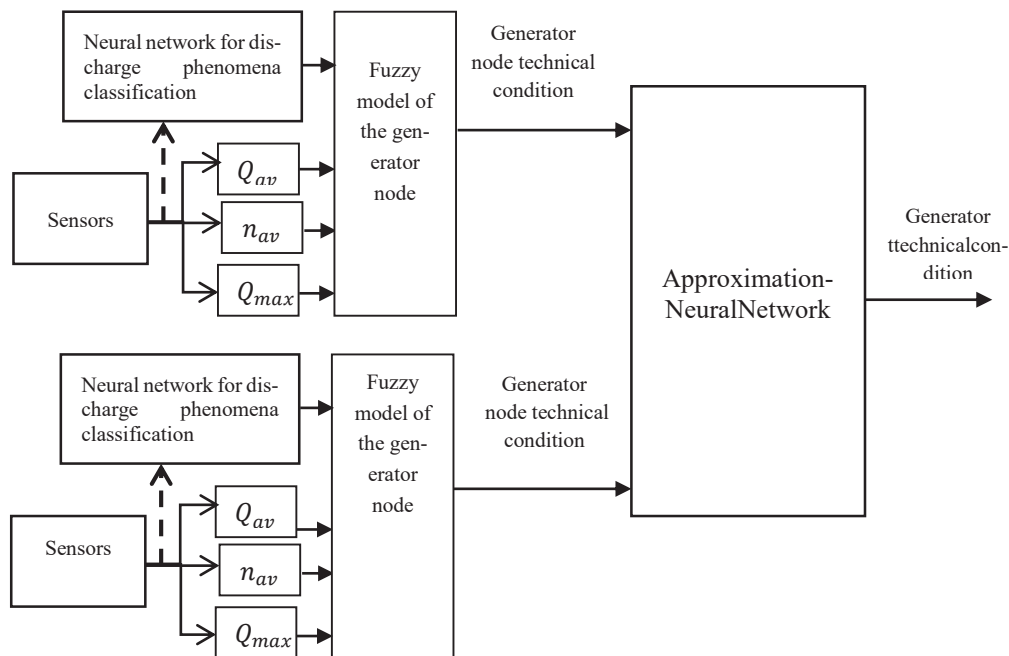 Neural network for dis-
charge phenomena
classification
Sensors
Q_av
n_av
Q_max
Fuzzy
model of
the gen-
erator
node
Generator
node technical
condition
Approximation-
NeuralNetwork
Generator
ttechnicalcon-
dition
Neural network for dis-
charge phenomena
classification
Sensors
Q_av
n_av
Q_max
Fuzzy
model of
the gen-
erator
node
Generator
node technical
condition